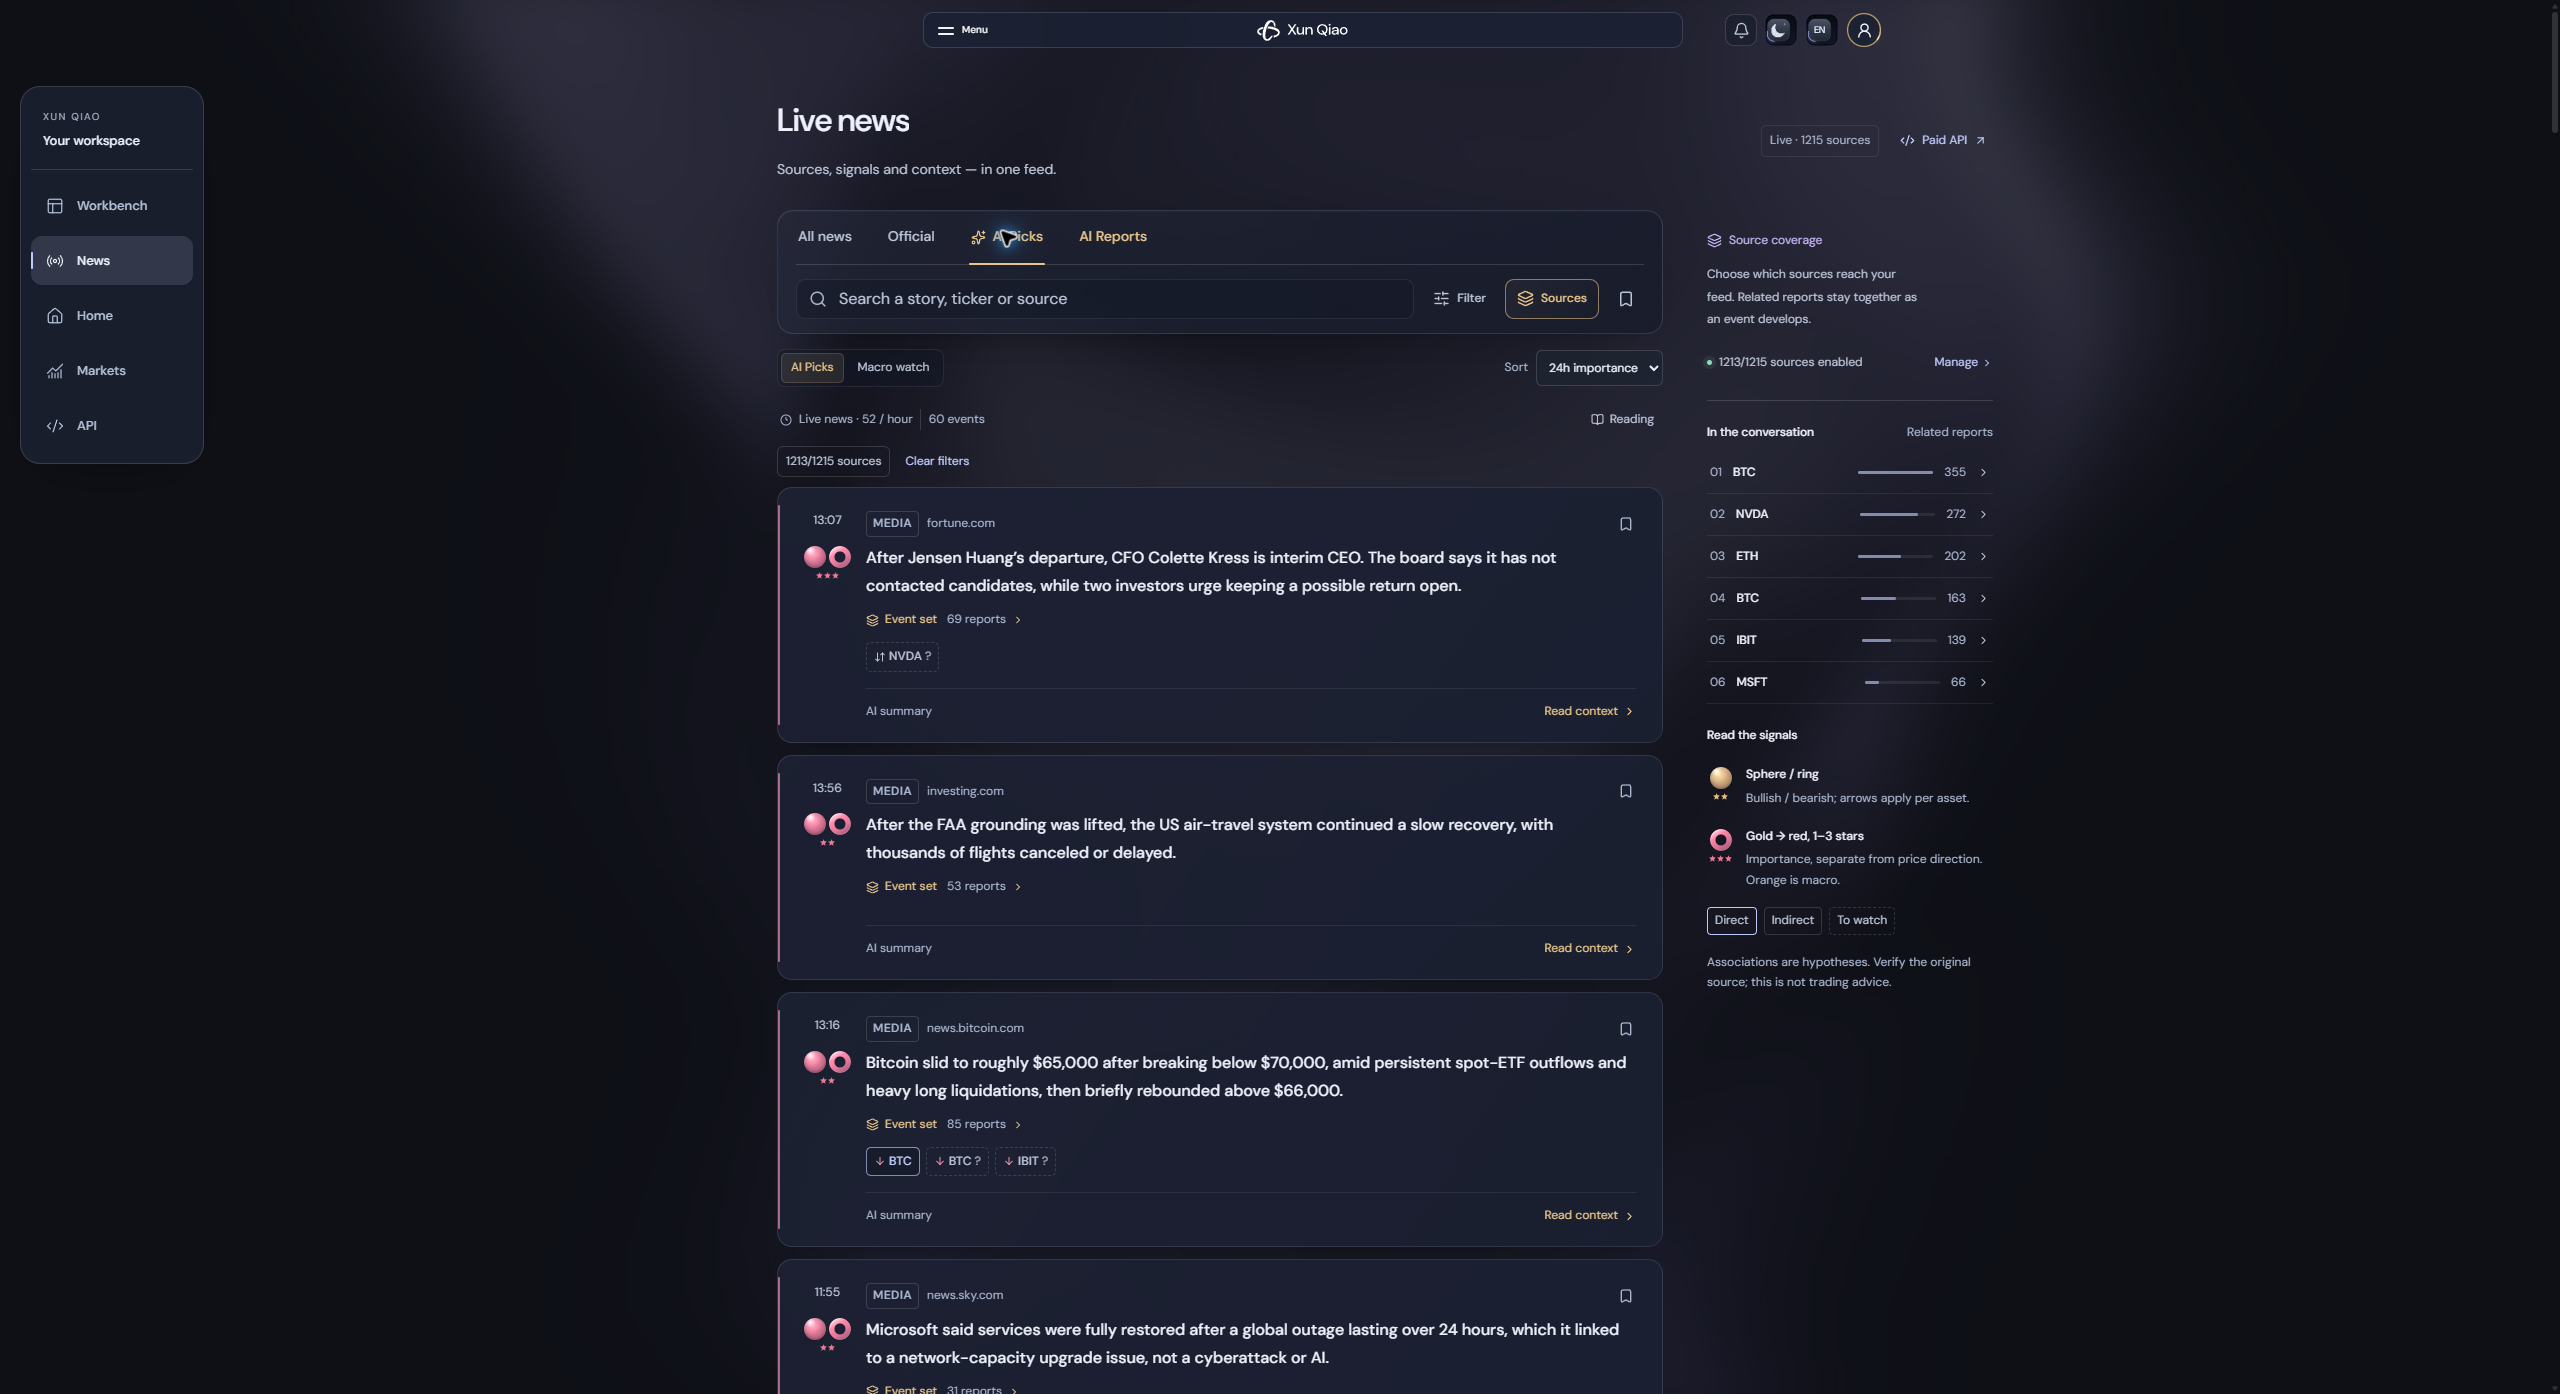 Menu
Xun Qiao
EN
XUN QIAO
Your workspace
Workbench
News
Home
Markets
API
Live news
Sources, signals and context — in one feed.
Live · 1215 sources
Paid API
All news
Official
AI Picks
AI Reports
Search a story, ticker or source
Filter
Sources
AI Picks
Macro watch
Sort
24h importance
Live news · 52 / hour
60 events
Reading
1213/1215 sources
Clear filters
13:07
MEDIA
fortune.com
After Jensen Huang’s departure, CFO Colette Kress is interim CEO. The board says it has not
contacted candidates, while two investors urge keeping a possible return open.
Event set
69 reports
NVDA ?
AI summary
Read context
13:56
MEDIA
investing.com
After the FAA grounding was lifted, the US air-travel system continued a slow recovery, with
thousands of flights canceled or delayed.
Event set
53 reports
AI summary
Read context
13:16
MEDIA
news.bitcoin.com
Bitcoin slid to roughly $65,000 after breaking below $70,000, amid persistent spot-ETF outflows and
heavy long liquidations, then briefly rebounded above $66,000.
Event set
85 reports
BTC
BTC ?
IBIT ?
AI summary
Read context
11:55
MEDIA
news.sky.com
Microsoft said services were fully restored after a global outage lasting over 24 hours, which it linked
to a network-capacity upgrade issue, not a cyberattack or AI.
Event set
31 reports
Source coverage
Choose which sources reach your
feed. Related reports stay together as
an event develops.
1213/1215 sources enabled
Manage
In the conversation
Related reports
01 BTC 355
02 NVDA 272
03 ETH 202
04 BTC 163
05 IBIT 139
06 MSFT 66
Read the signals
Sphere / ring
Bullish / bearish; arrows apply per asset.
Gold → red, 1–3 stars
Importance, separate from price direction.
Orange is macro.
Direct
Indirect
To watch
Associations are hypotheses. Verify the original
source; this is not trading advice.